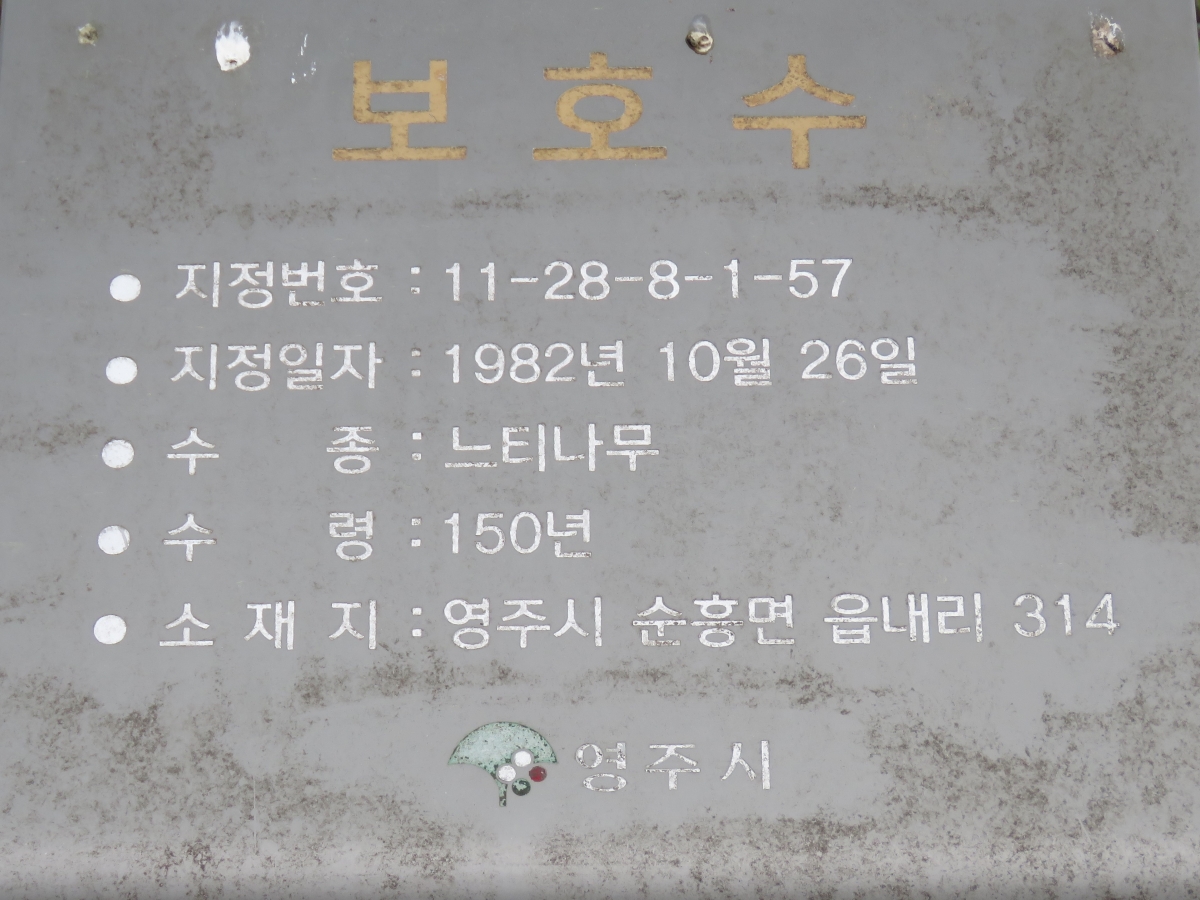 보호수
● 지정번호 : 11-28-8-1-57
● 지정일자 : 1982년 10월 26일
● 수 종 : 느티나무
● 수 령 : 150년
● 소 재 지 : 영주시 순흥면 읍내리 314
영주시